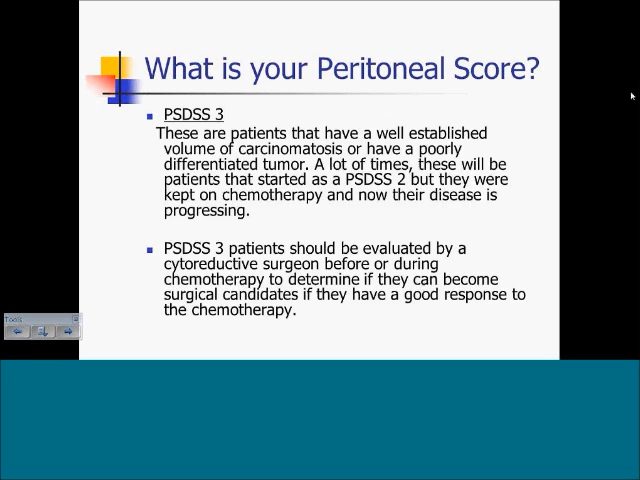 What is your Peritoneal Score?
PSDSS 3
These are patients that have a well established
volume of carcinomatosis or have a poorly
differentiated tumor. A lot of times, these will be
patients that started as a PSDSS 2 but they were
kept on chemotherapy and now their disease is
progressing.
PSDSS 3 patients should be evaluated by a
cytoreductive surgeon before or during
chemotherapy to determine if they can become
surgical candidates if they have a good response to
the chemotherapy.
Tools